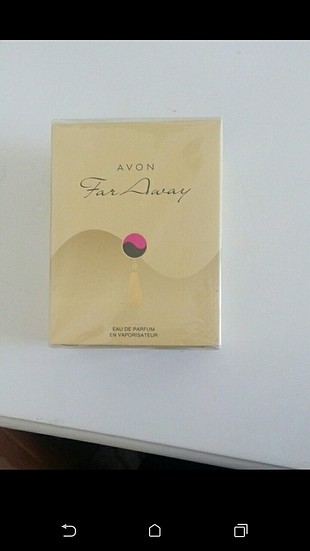 AVON
Far Away
EAU DE PARFUM
EN VAPORISATEUR